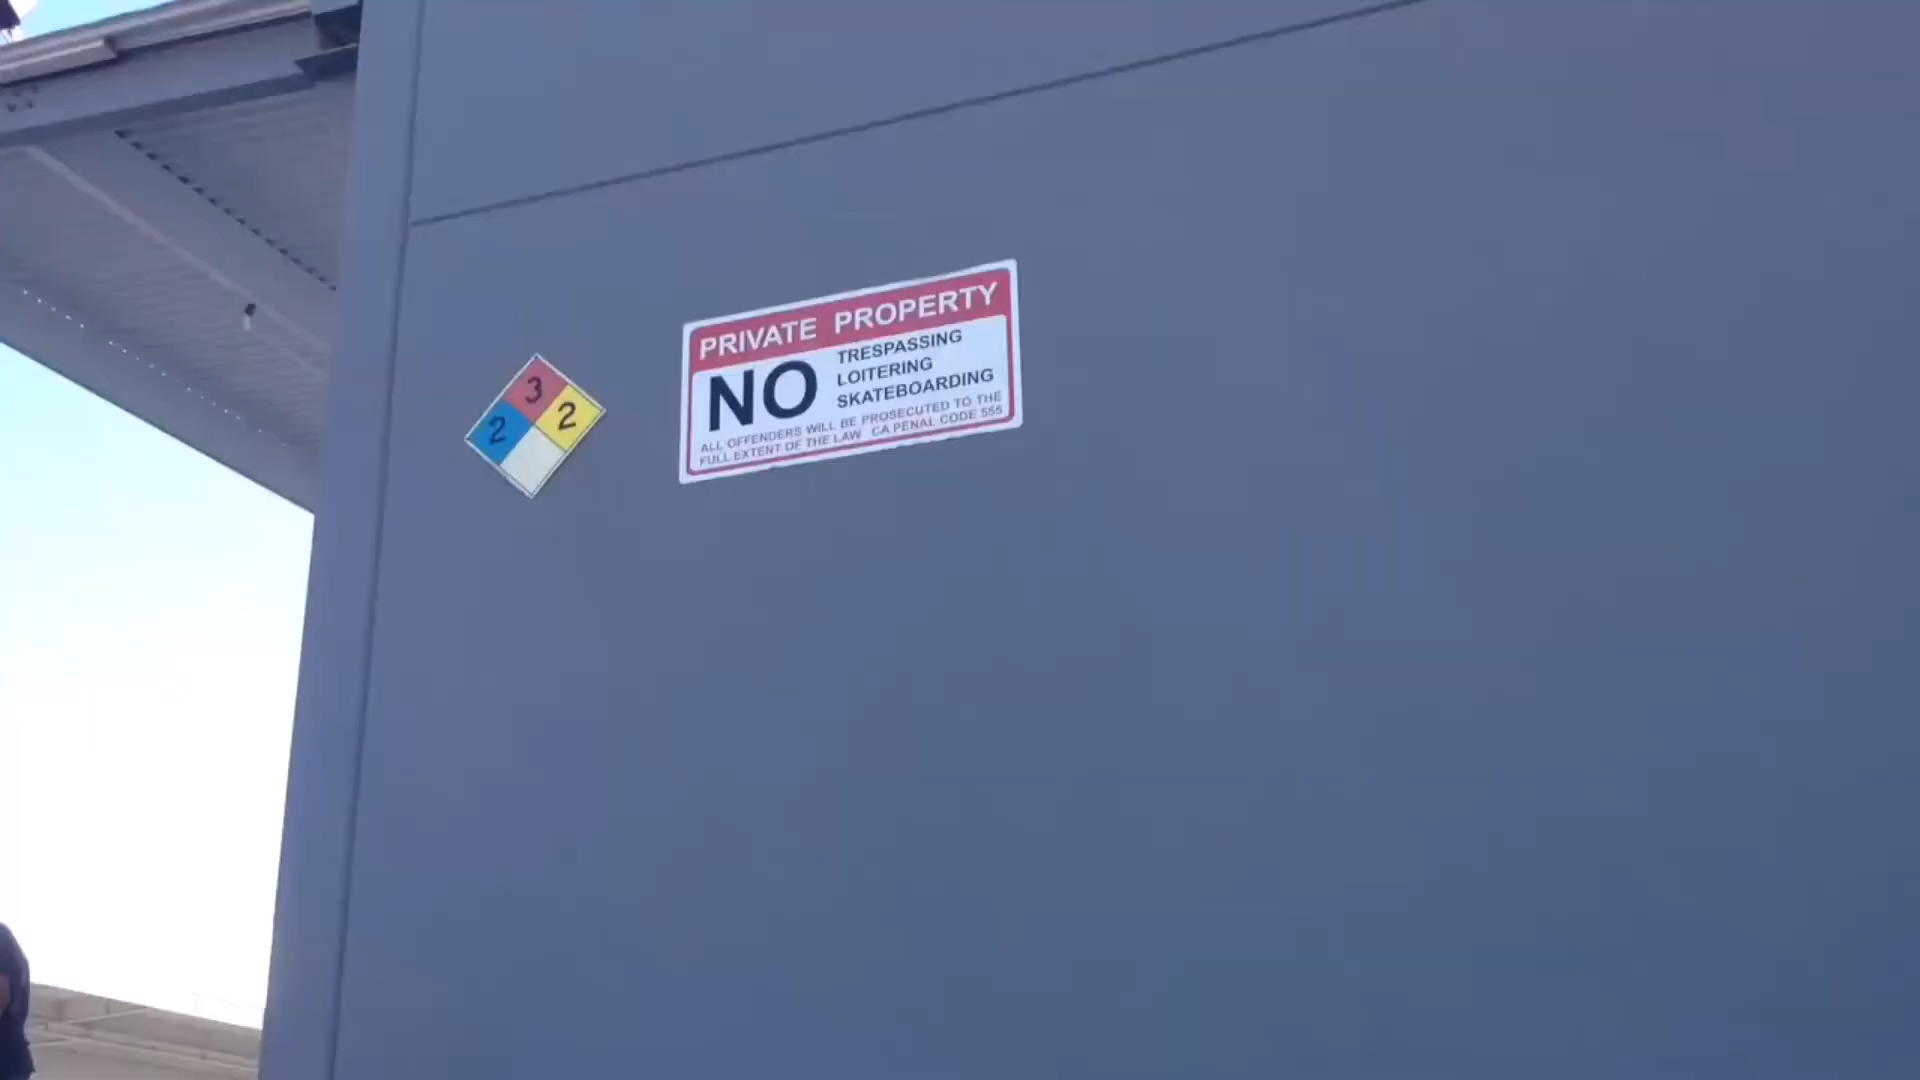 3
2 2
PRIVATE PROPERTY
NO
TRESPASSING
LOITERING
SKATEBOARDING
ALL OFFENDERS WILL BE PROSECUTED TO THE
FULL EXTENT OF THE LAW CA PENAL CODE 555